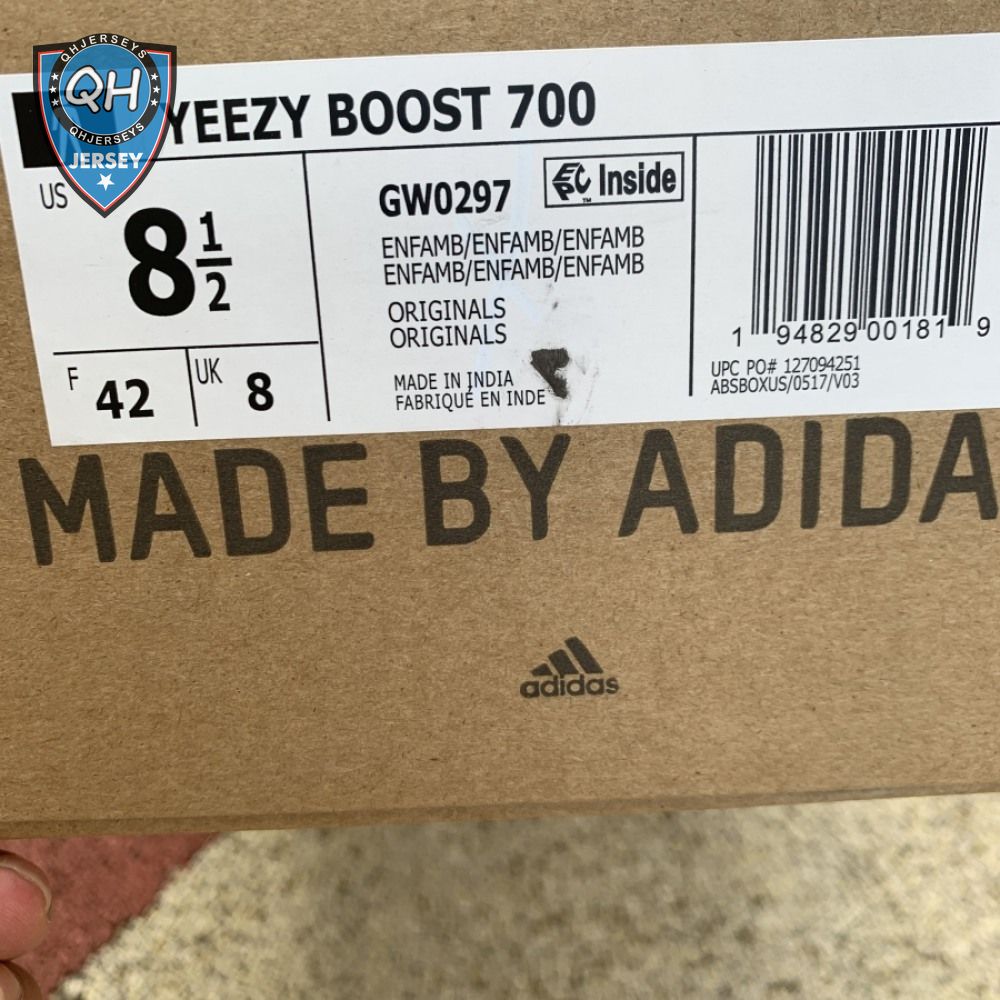 QHJERSEYS
QH
QHJERSEYS
JERSEY
YEEZY BOOST 700
US
8 1/2
F 42
UK 8
GW0297
EPC Inside
TM
ENFAMB/ENFAMB/ENFAMB
ENFAMB/ENFAMB/ENFAMB
ORIGINALS
ORIGINALS
MADE IN INDIA
FABRIQUÉ EN INDE
1 94829 00181 9
UPC PO# 127094251
ABSBOXUS/0517/V03
MADE BY ADIDA
adidas